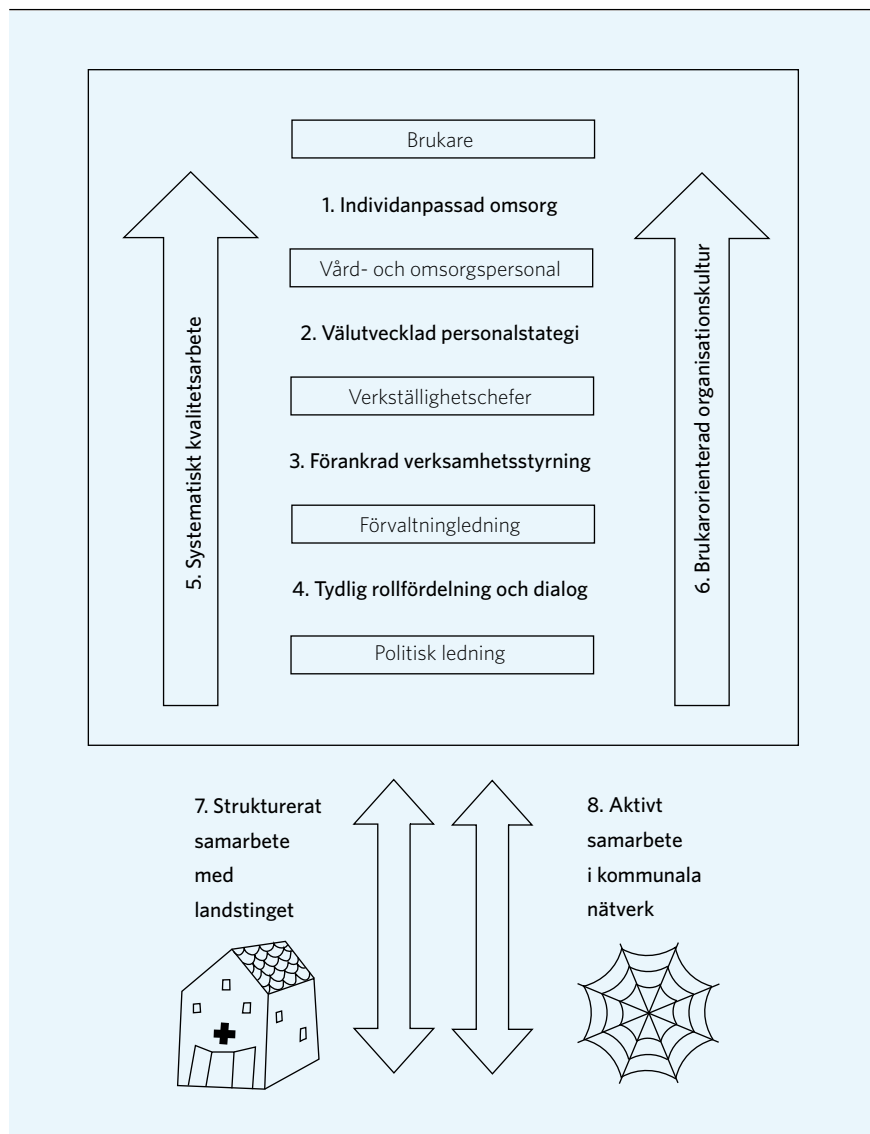 Brukare
1. Individanpassad omsorg
Vård- och omsorgspersonal
2. Välutvecklad personalstategi
Verkställighetschefer
3. Förankrad verksamhetsstyrning
Förvaltningledning
4. Tydlig rollfördelning och dialog
Politisk ledning
5. Systematiskt kvalitetsarbete
6. Brukarorienterad organisationskultur
7. Strukturerat
samarbete
med
landstinget
8. Aktivt
samarbete
i kommunala
nätverk